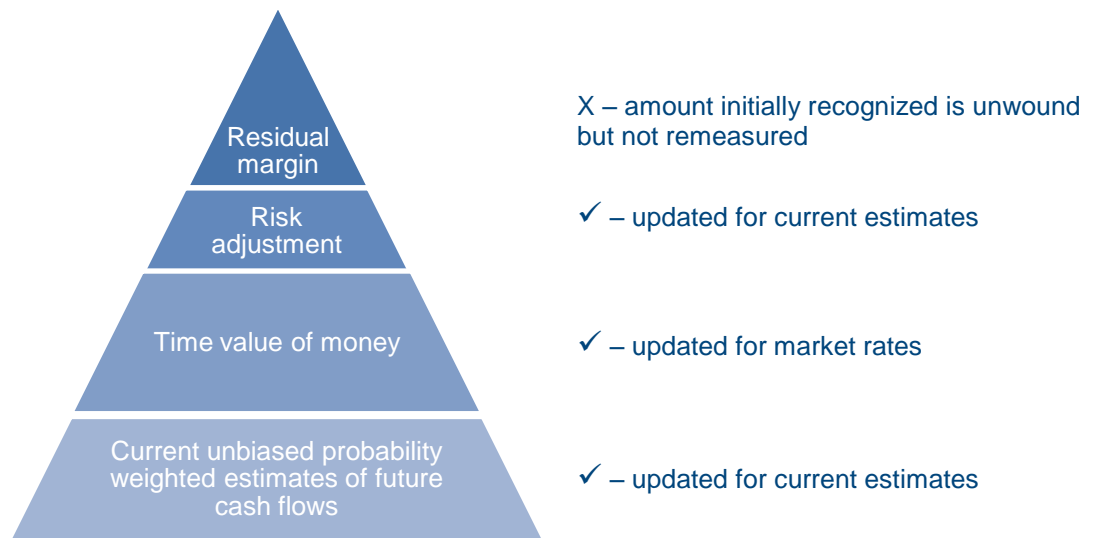 Residual
margin
X – amount initially recognized is unwound
but not remeasured
Risk
adjustment
✓ – updated for current estimates
Time value of money
✓ – updated for market rates
Current unbiased probability
weighted estimates of future
cash flows
✓ – updated for current estimates